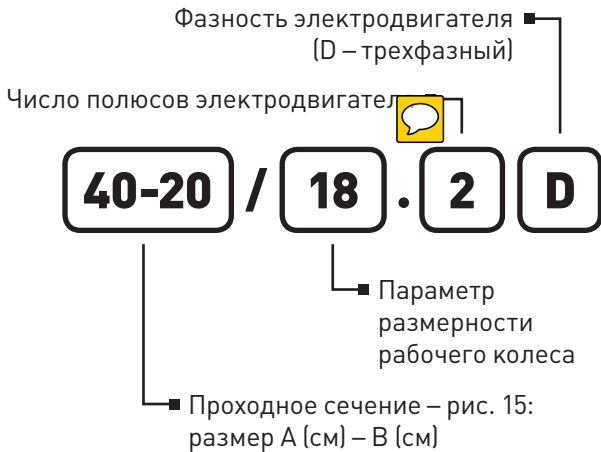 Фазность электродвигателя
(D – трехфазный)
Число полюсов электродвигателя
40-20 / 18 . 2 D
Параметр
размерности
рабочего колеса
Проходное сечение – рис. 15:
размер A (см) – B (см)